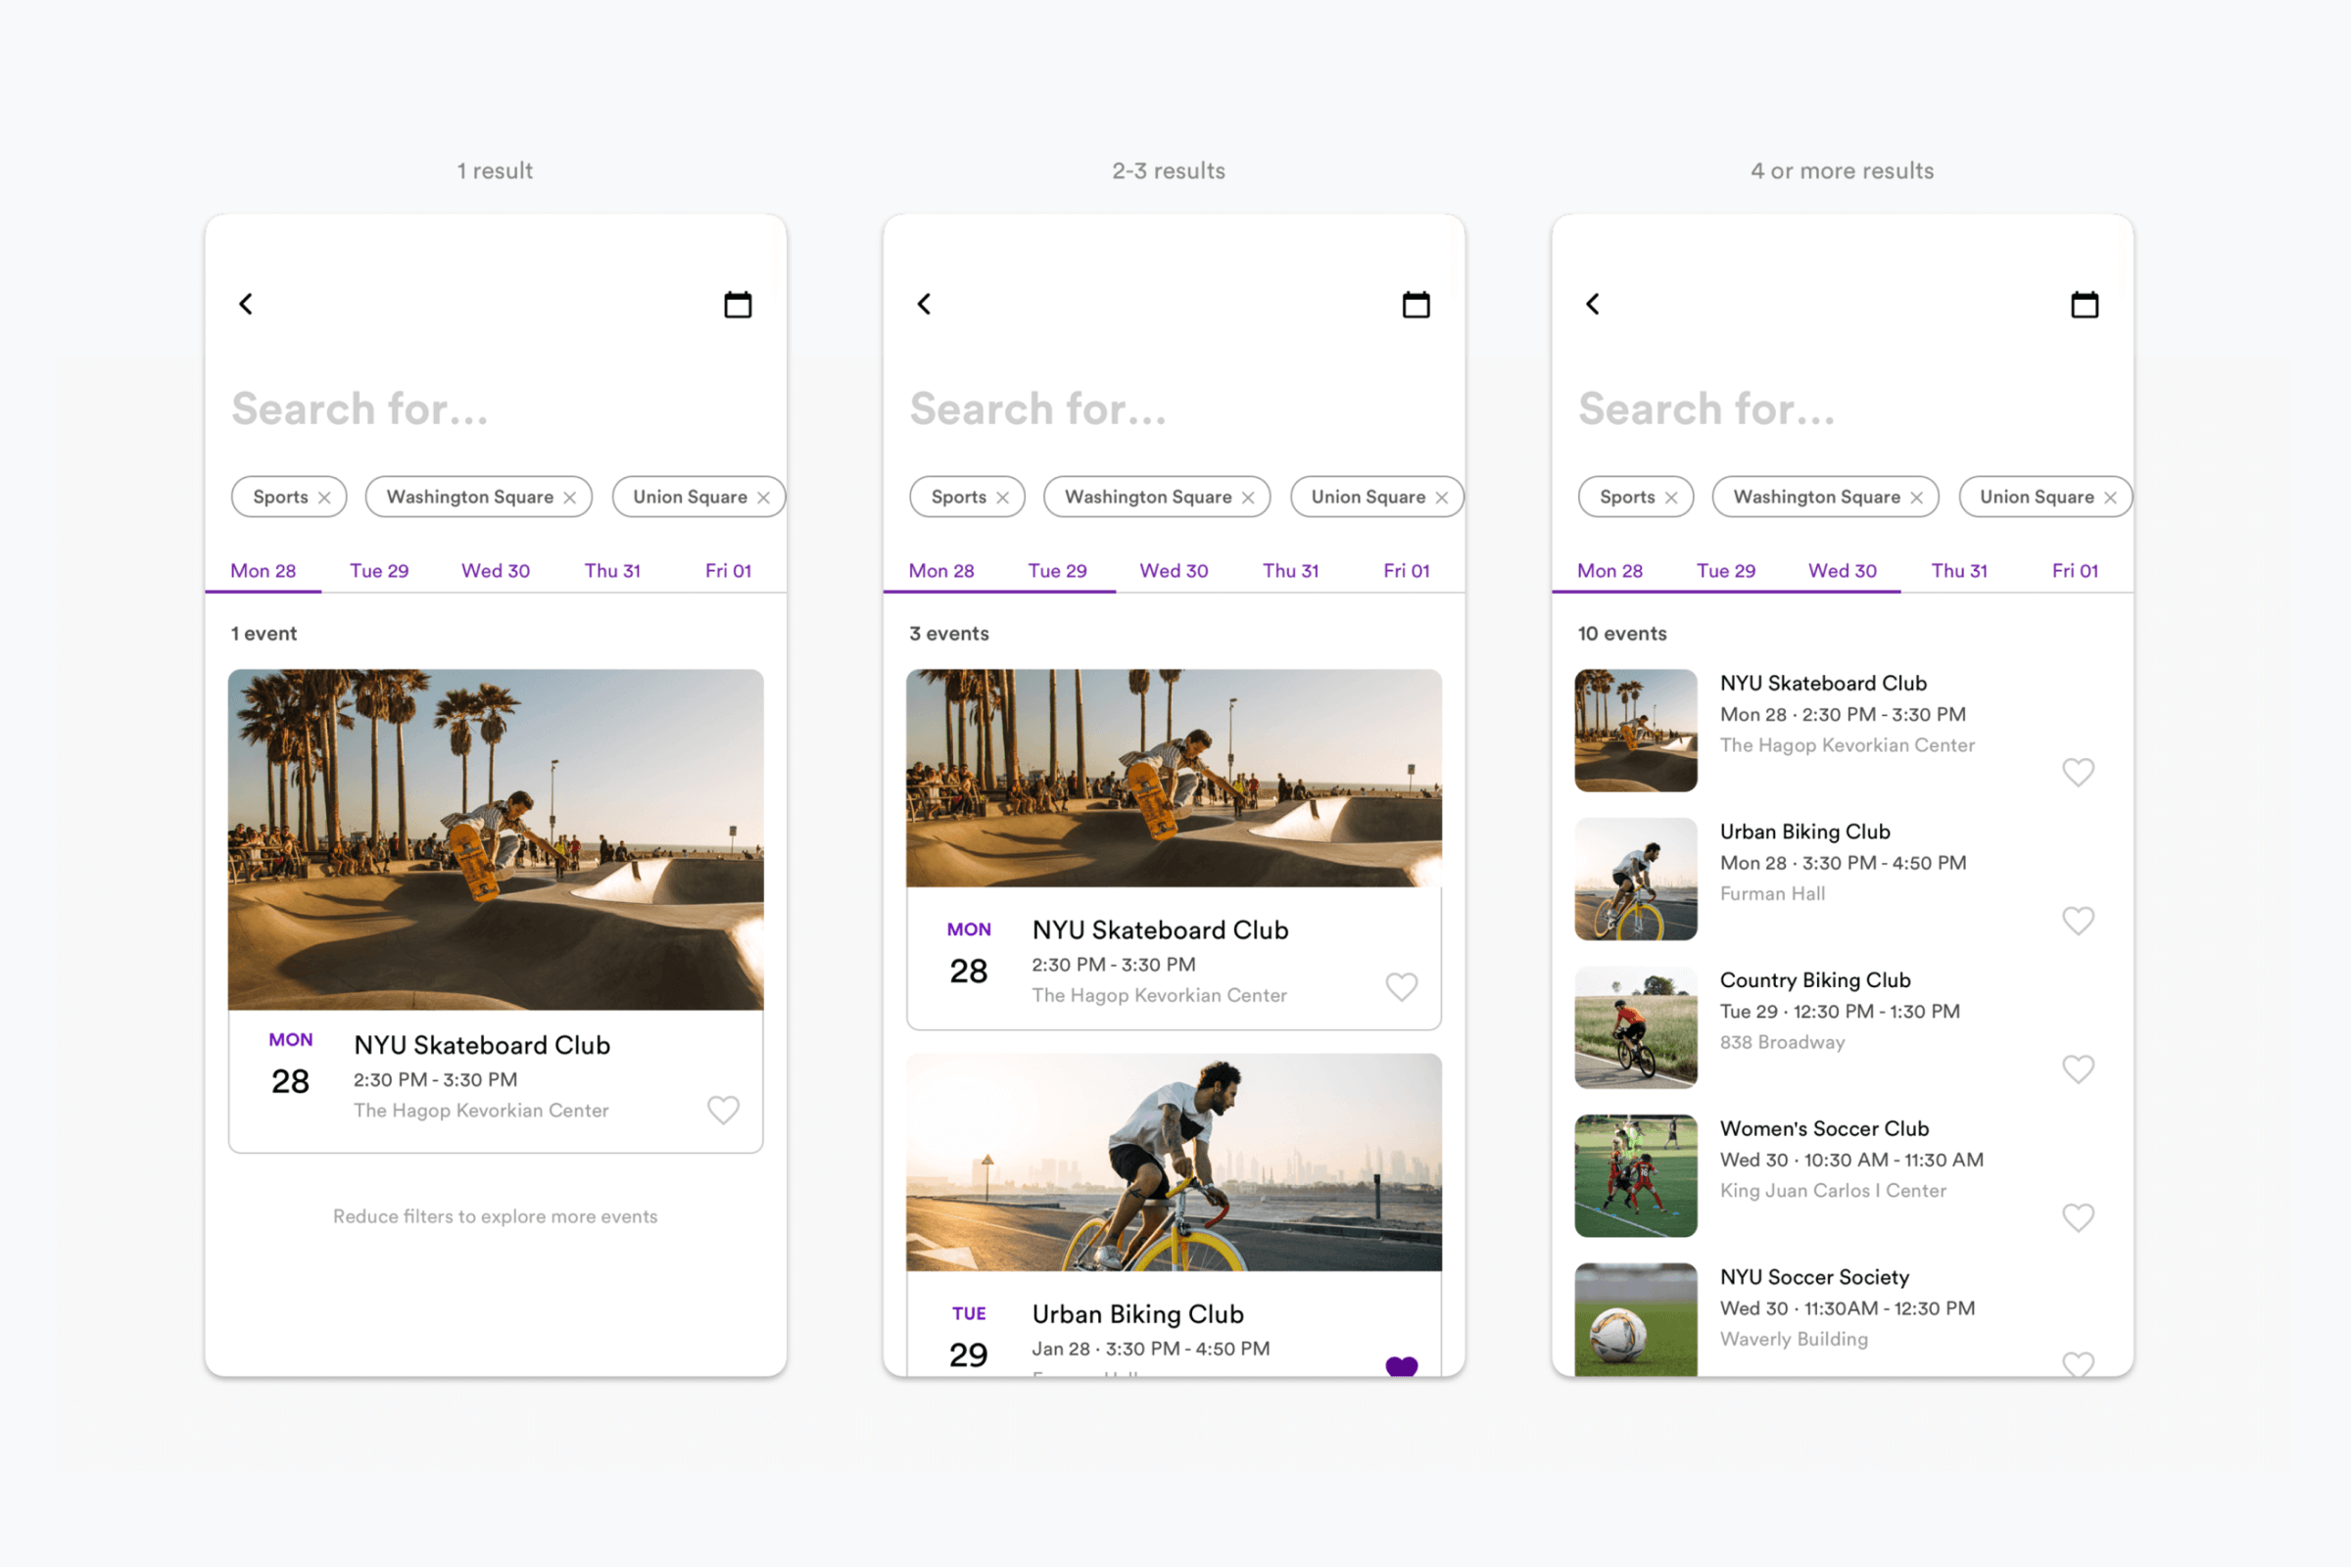 1 result
Search for...
Sports
Washington Square
Union Square
Mon 28
Tue 29
Wed 30
Thu 31
Fri 01
1 event
MON
28
NYU Skateboard Club
2:30 PM - 3:30 PM
The Hagop Kevorkian Center
Reduce filters to explore more events
2-3 results
Search for...
Sports
Washington Square
Union Square
Mon 28
Tue 29
Wed 30
Thu 31
Fri 01
3 events
MON
28
NYU Skateboard Club
2:30 PM - 3:30 PM
The Hagop Kevorkian Center
TUE
29
Urban Biking Club
Jan 28 · 3:30 PM - 4:50 PM
4 or more results
Search for...
Sports
Washington Square
Union Square
Mon 28
Tue 29
Wed 30
Thu 31
Fri 01
10 events
NYU Skateboard Club
Mon 28 · 2:30 PM - 3:30 PM
The Hagop Kevorkian Center
Urban Biking Club
Mon 28 · 3:30 PM - 4:50 PM
Furman Hall
Country Biking Club
Tue 29 · 12:30 PM - 1:30 PM
838 Broadway
Women's Soccer Club
Wed 30 · 10:30 AM - 11:30 AM
King Juan Carlos I Center
NYU Soccer Society
Wed 30 · 11:30AM - 12:30 PM
Waverly Building